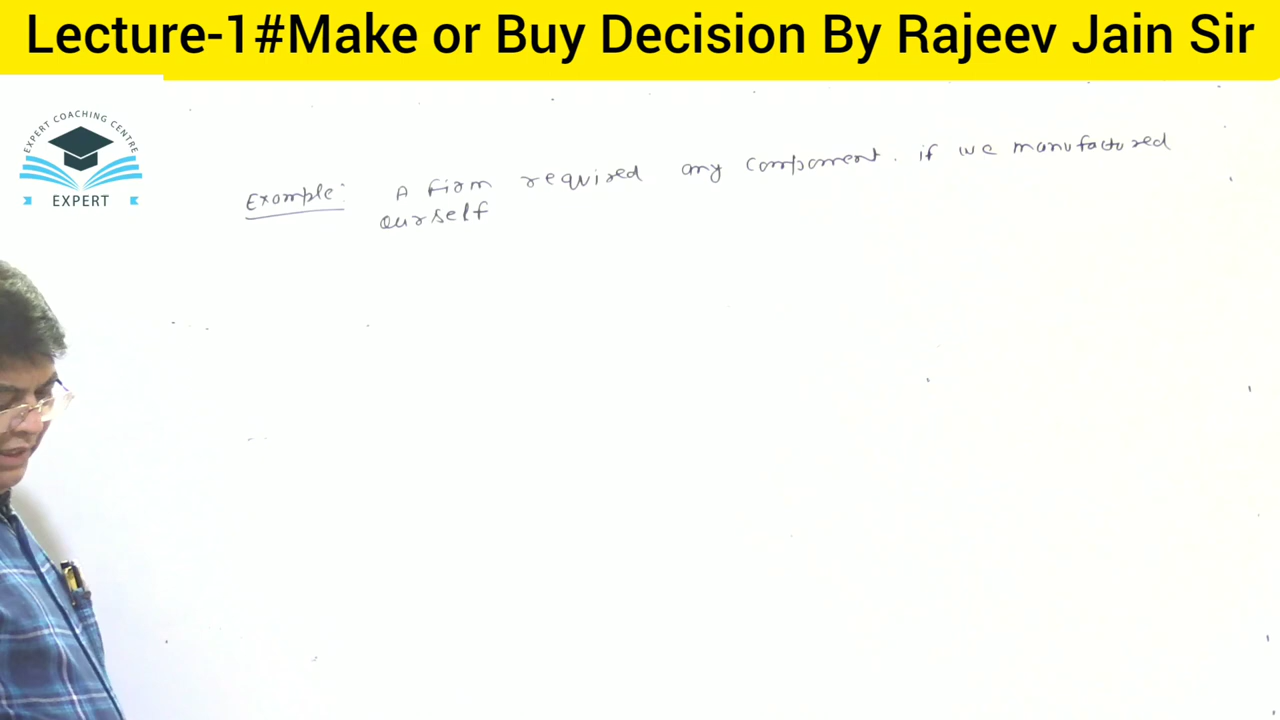 Lecture-1#Make or Buy Decision By Rajeev Jain Sir
EXPERT COACHING CENTRE
EXPERT
Example: A firm required any component. if we manufactured
ourself